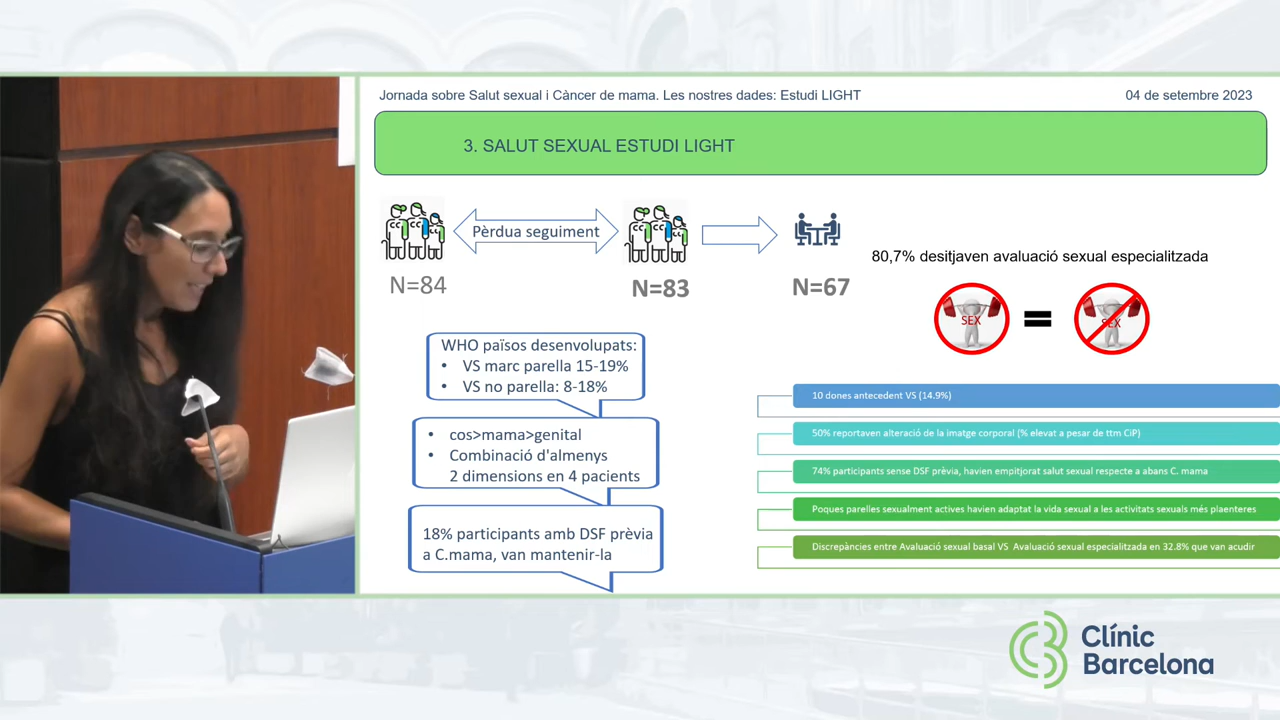 Jornada sobre Salut sexual i Càncer de mama. Les nostres dades: Estudi LIGHT
04 de setembre 2023
3. SALUT SEXUAL ESTUDI LIGHT
Pèrdua seguiment
N=84
N=83
N=67
80,7% desitjaven avaluació sexual especialitzada
SEX
=
SEX
WHO països desenvolupats:
• VS marc parella 15-19%
• VS no parella: 8-18%
• cos>mama>genital
• Combinació d'almenys
2 dimensions en 4 pacients
18% participants amb DSF prèvia
a C.mama, van mantenir-la
10 dones antecedent VS (14.9%)
50% reportaven alteració de la imatge corporal (% elevat a pesar de ttm CiP)
74% participants sense DSF prèvia, havien empitjorat salut sexual respecte a abans C. mama
Poques parelles sexualment actives havien adaptat la vida sexual a les activitats sexuals més plaenteres
Discrepàncies entre Avaluació sexual basal VS Avaluació sexual especialitzada en 32.8% que van acudir
Clínic
Barcelona